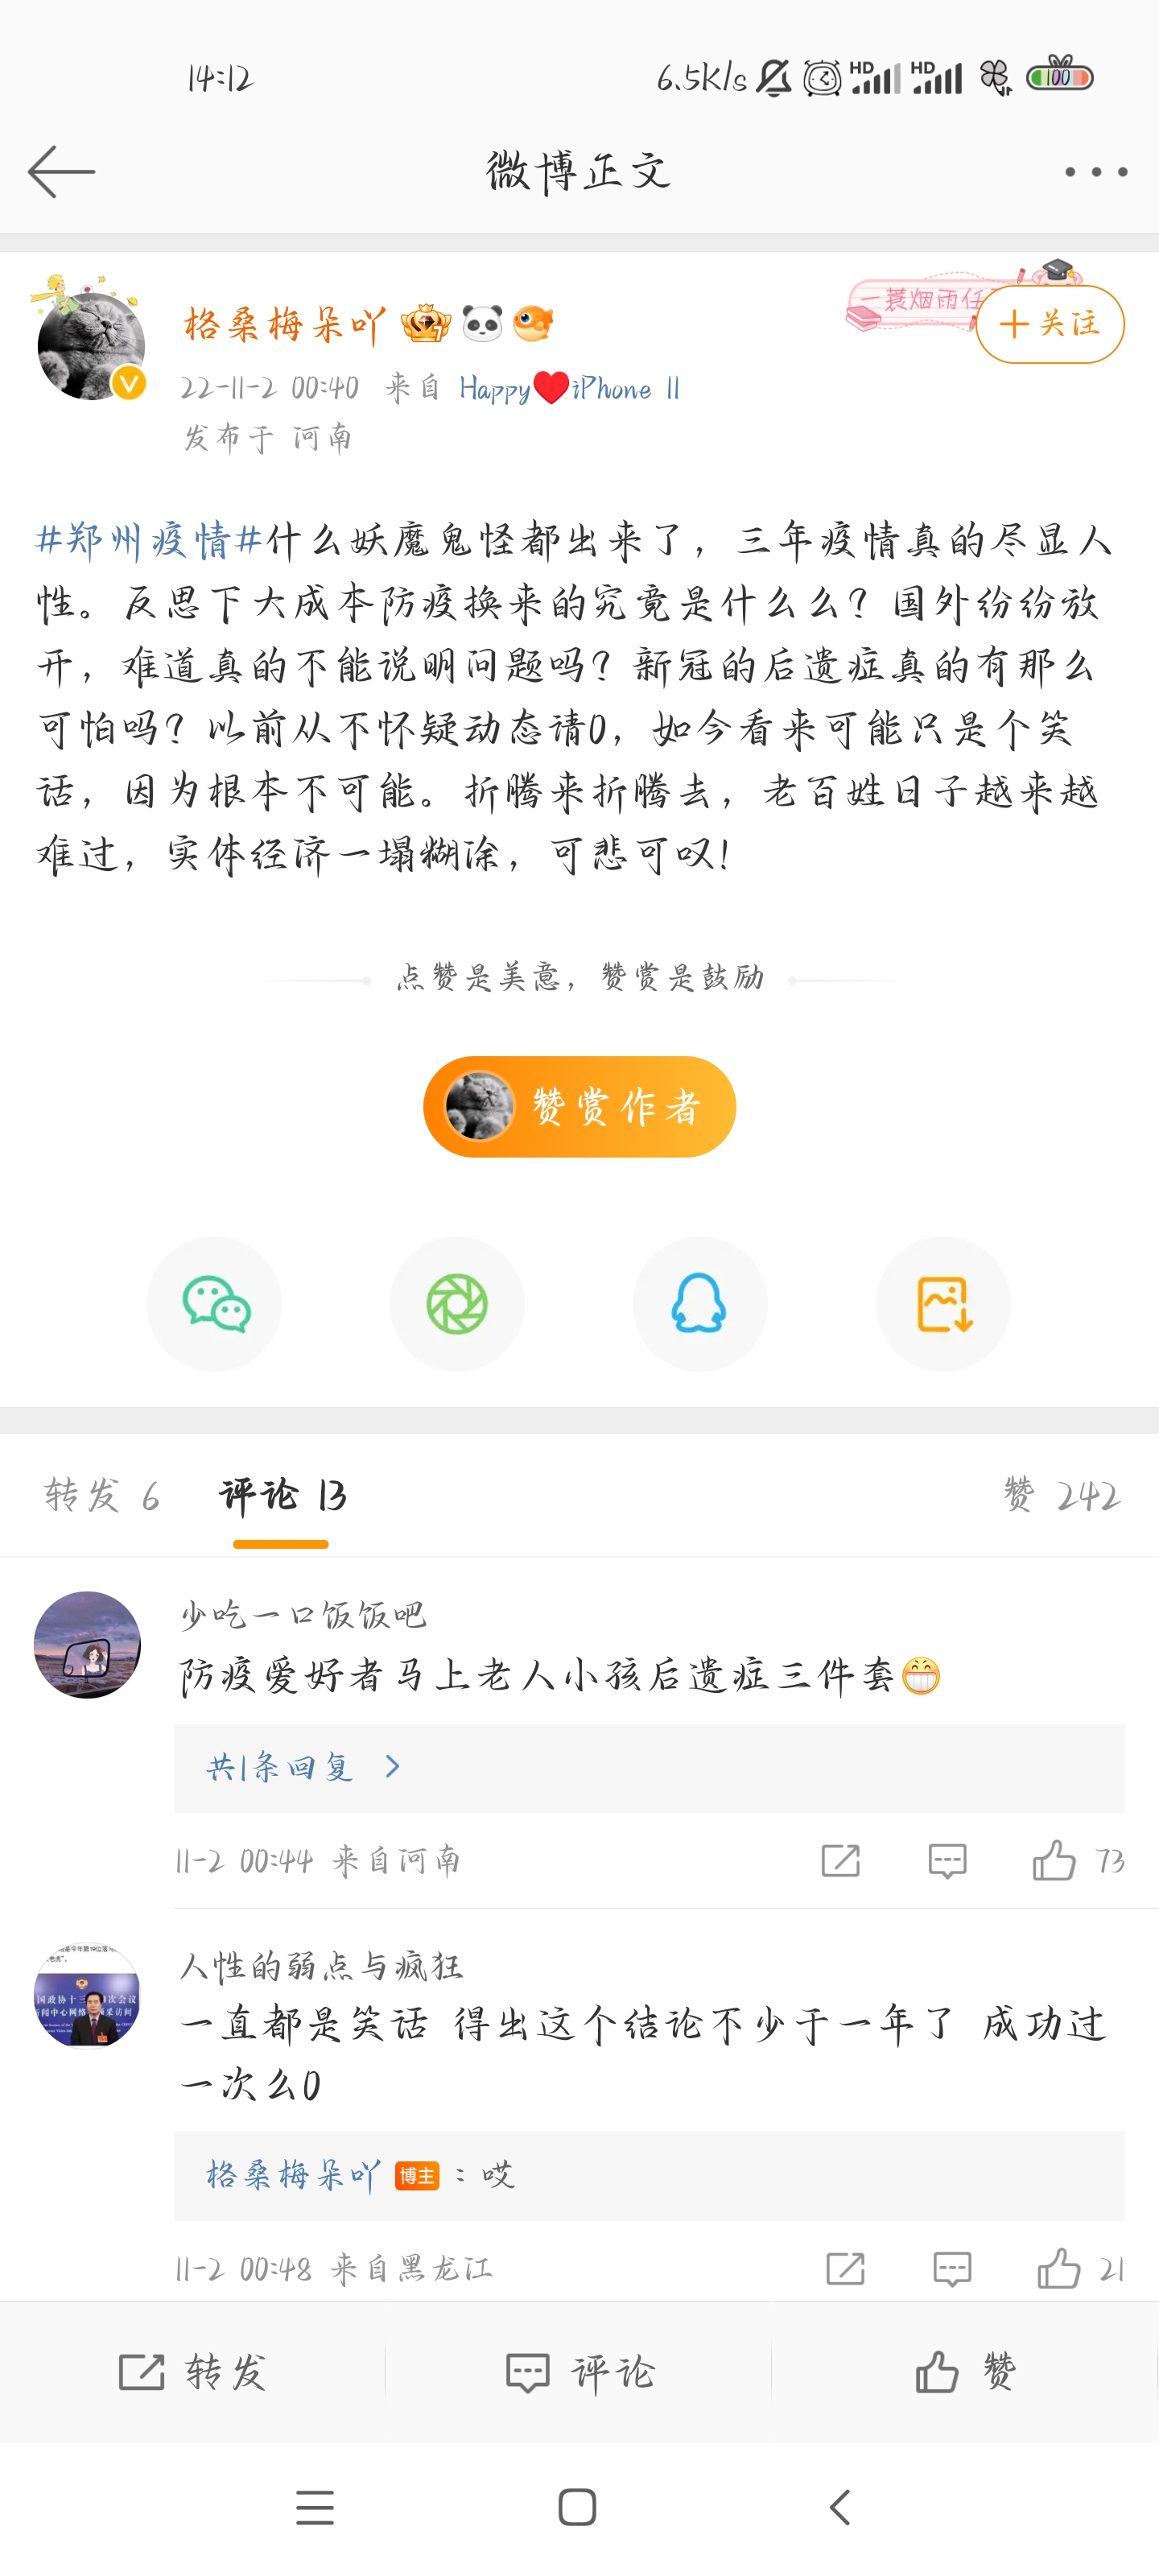 14:12 6.5k/s HD HD 100
微博正文
格桑梅朵吖
22-11-2 00:40 来自 Happy❤️iPhone 11
发布于 河南
一蓑烟雨任
+关注
#郑州疫情#什么妖魔鬼怪都出来了，三年疫情真的尽显人
性。反思下大成本防疫换来的究竟是什么么？国外纷纷放
开，难道真的不能说明问题吗？新冠的后遗症真的有那么
可怕吗？以前从不怀疑动态请0，如今看来可能只是个笑
话，因为根本不可能。折腾来折腾去，老百姓日子越来越
难过，实体经济一塌糊涂，可悲可叹！
点赞是美意，赞赏是鼓励
赞赏作者
转发 6 评论 13 赞 242
少吃一口饭饭吧
防疫爱好者马上老人小孩后遗症三件套😁
共1条回复 >
11-2 00:44 来自河南 73
人性的弱点与疯狂
一直都是笑话 得出这个结论不少于一年了 成功过
一次么0
格桑梅朵吖 博主：哎
11-2 00:48 来自黑龙江 21
转发 评论 赞